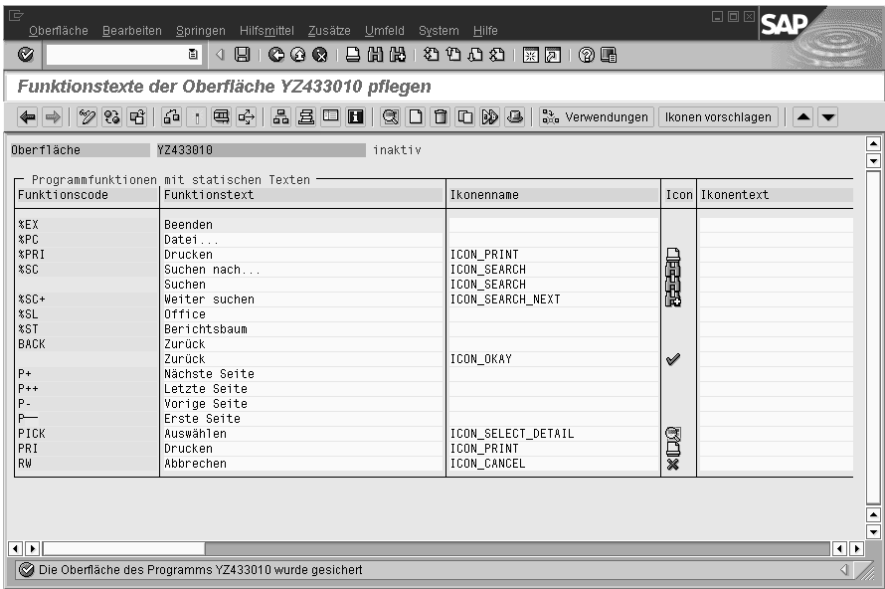 Oberfläche Bearbeiten Springen Hilfsmittel Zusätze Umfeld System Hilfe
SAP
Funktionstexte der Oberfläche YZ433010 pflegen
Verwendungen Ikonen vorschlagen
Oberfläche YZ433010 inaktiv
Programmfunktionen mit statischen Texten
Funktionscode Funktionstext Ikonenname Icon Ikonentext
%EX Beenden
%PC Datei...
%PRI Drucken ICON_PRINT
%SC Suchen nach... ICON_SEARCH
Suchen ICON_SEARCH
%SC+ Weiter suchen ICON_SEARCH_NEXT
%SL Office
%ST Berichtsbaum
BACK Zurück
Zurück ICON_OKAY
P+ Nächste Seite
P++ Letzte Seite
P- Vorige Seite
P-- Erste Seite
PICK Auswählen ICON_SELECT_DETAIL
PRI Drucken ICON_PRINT
RW Abbrechen ICON_CANCEL
Die Oberfläche des Programms YZ433010 wurde gesichert